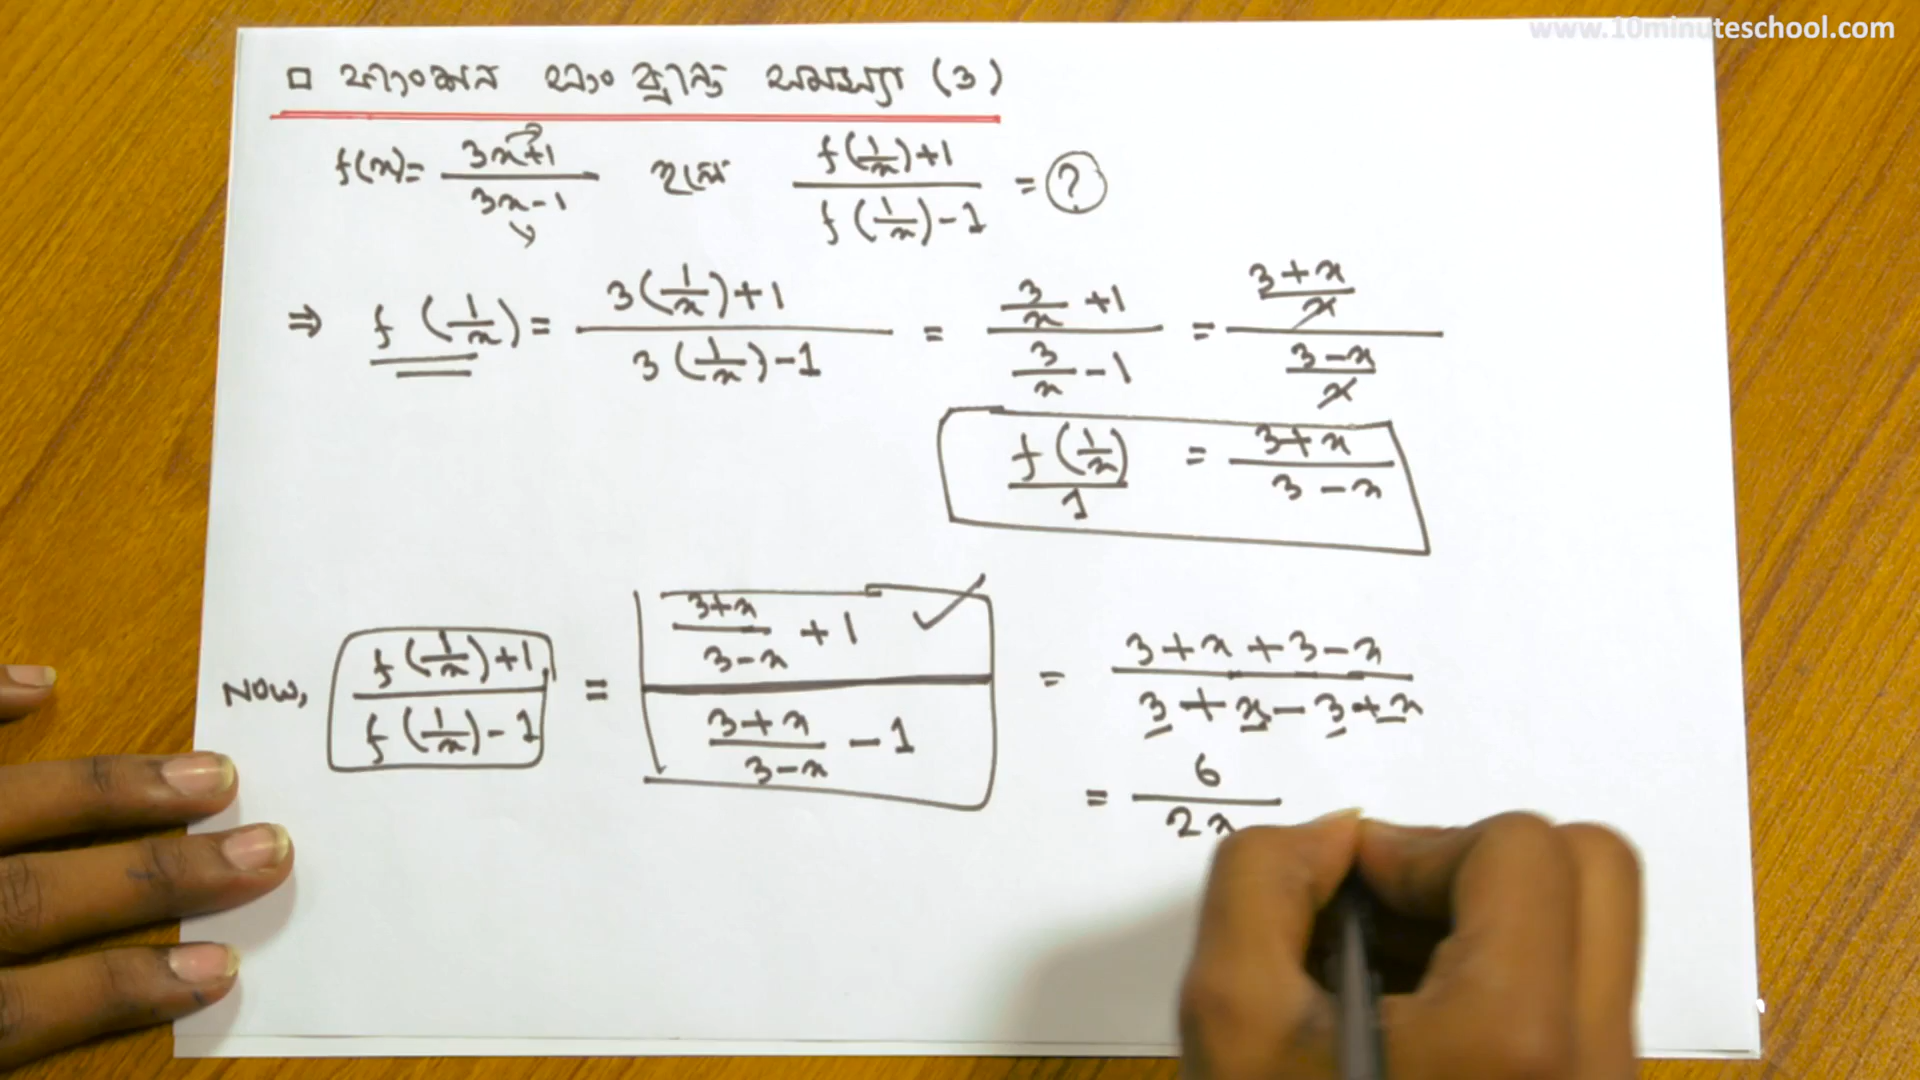 www.10minuteschool.com
□ ফাংশন এবং ক্রান্তি সমস্যা (3)
f(x) = (3x+1)/(3x-1) হলে (f(1/x)+1)/(f(1/x)-1) = ?
⇒ f(1/x) = (3(1/x)+1)/(3(1/x)-1) = (3/x +1)/(3/x -1) = ((3+x)/x)/((3-x)/x)
f(1/x)/1 = (3+x)/(3-x)
Now, (f(1/x)+1)/(f(1/x)-1) = ((3+x)/(3-x) +1)/((3+x)/(3-x) -1) = (3+x+3-x)/(3+x-3+x)
= 6/2x